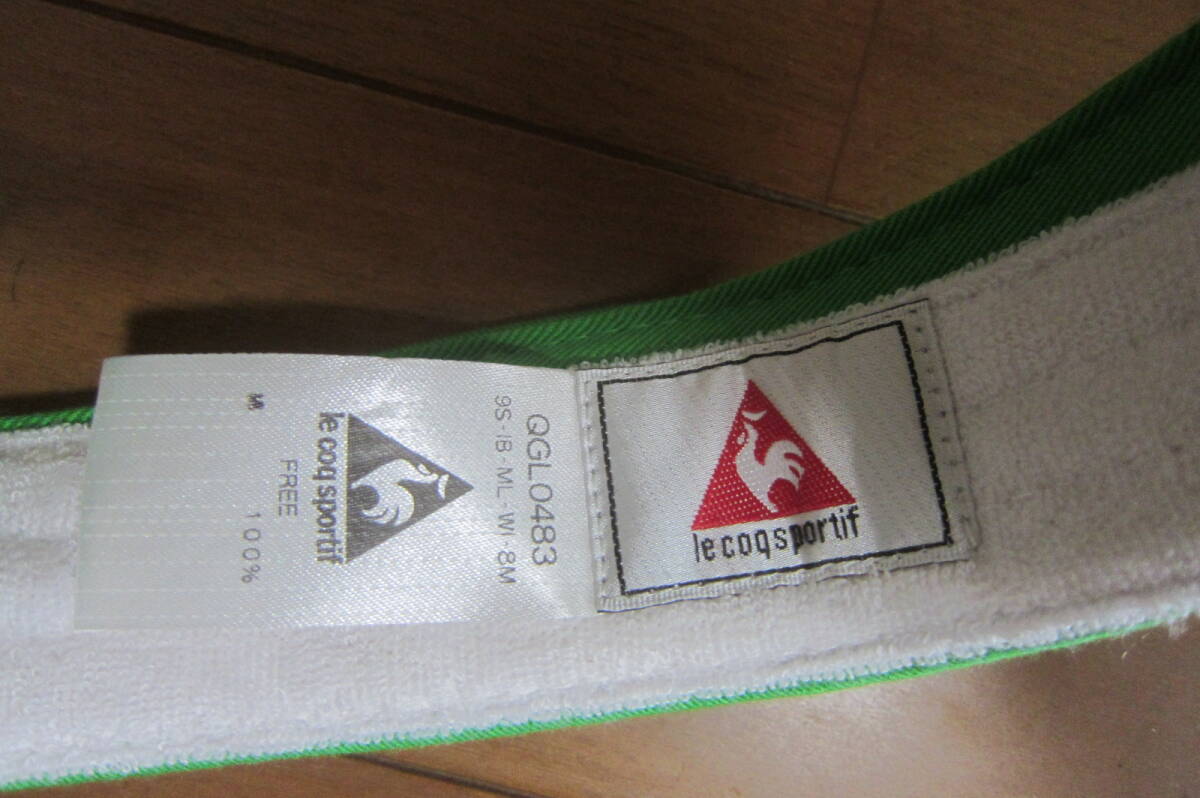 QGL0483
9S-IB-ML-WI-8M
le coq sportif
FREE
100%
le coq sportif